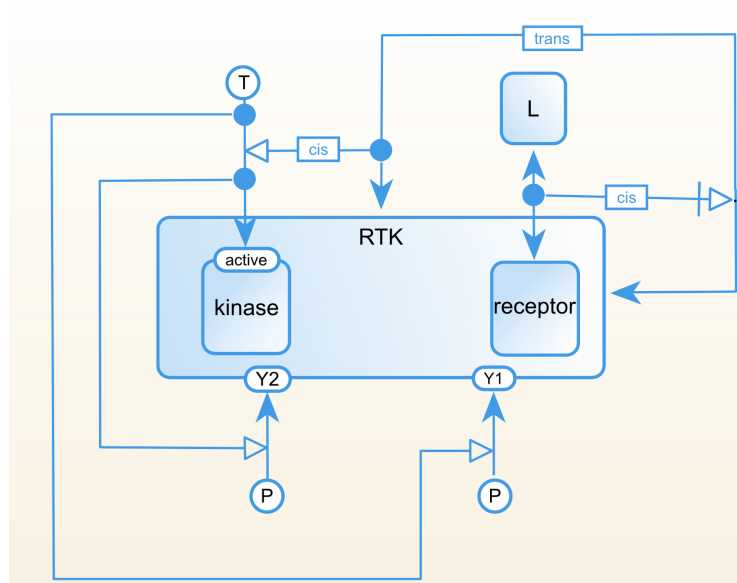 trans
T
L
cis
cis
RTK
active
kinase
receptor
Y2
Y1
P
P